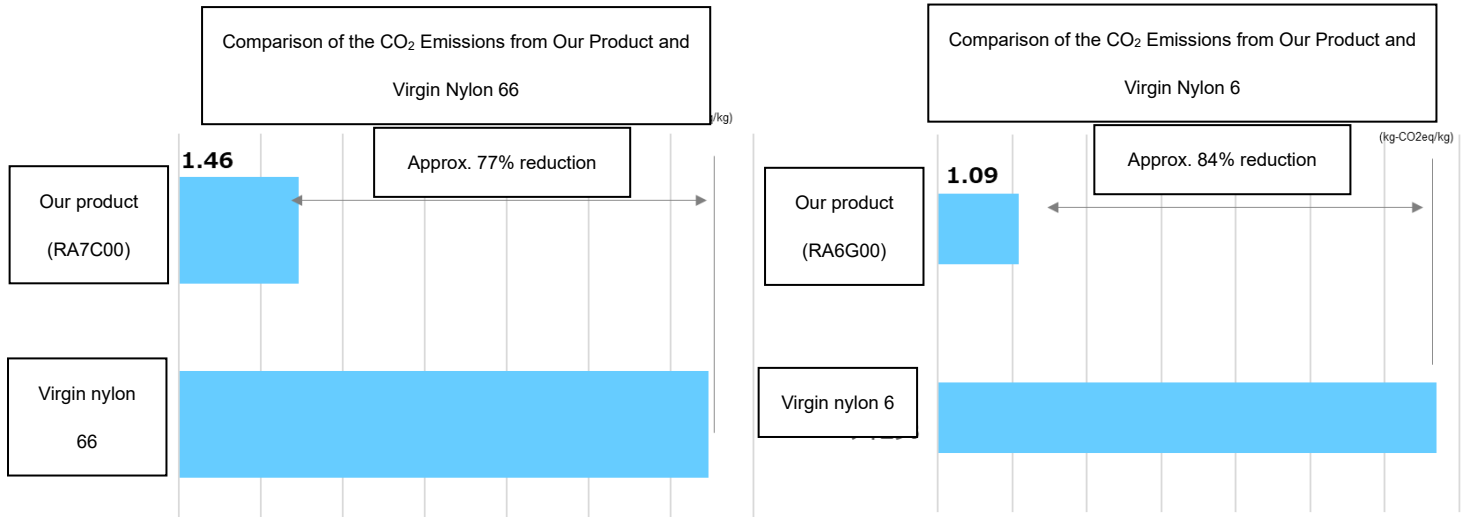 Comparison of the CO₂ Emissions from Our Product and
Virgin Nylon 66
/kg)
Approx. 77% reduction
1.46
Our product
(RA7C00)
Virgin nylon
66
Comparison of the CO₂ Emissions from Our Product and
Virgin Nylon 6
(kg-CO2eq/kg)
Approx. 84% reduction
1.09
Our product
(RA6G00)
Virgin nylon 6